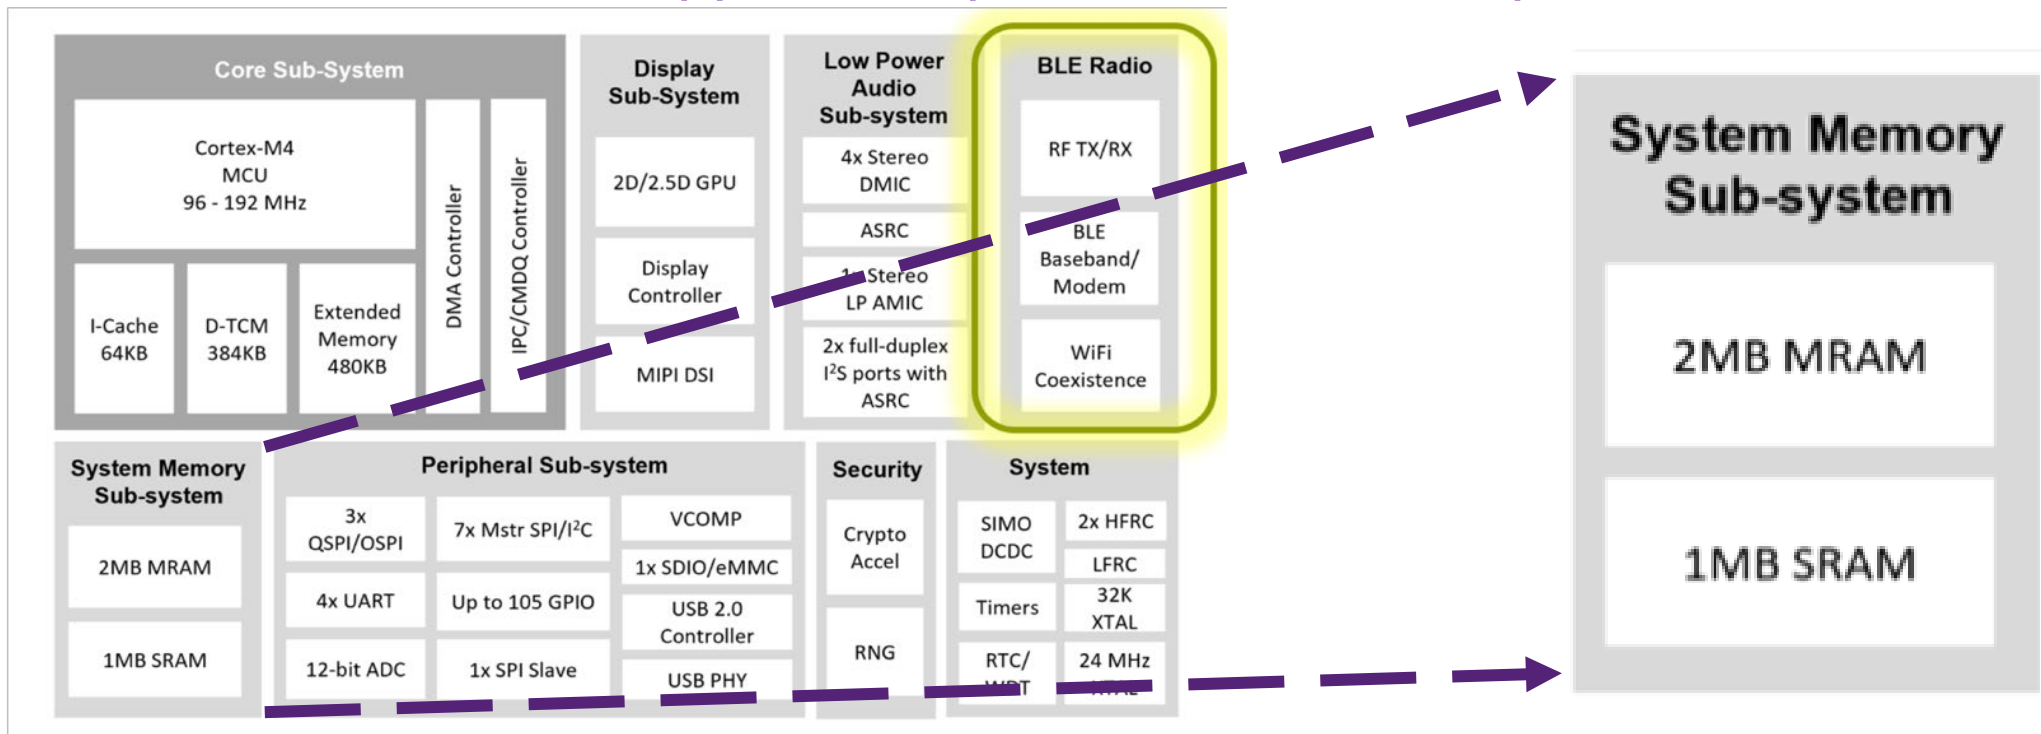 Core Sub-System
Cortex-M4
MCU
96 - 192 MHz
I-Cache
64KB
D-TCM
384KB
Extended
Memory
480KB
DMA Controller
IPC/CMDQ Controller
Display
Sub-System
2D/2.5D GPU
Display
Controller
MIPI DSI
Low Power
Audio
Sub-system
4x Stereo
DMIC
ASRC
1x Stereo
LP AMIC
2x full-duplex
I²S ports with
ASRC
BLE Radio
RF TX/RX
BLE
Baseband/
Modem
WiFi
Coexistence
System Memory
Sub-system
2MB MRAM
1MB SRAM
Peripheral Sub-system
3x
QSPI/OSPI
4x UART
12-bit ADC
7x Mstr SPI/I²C
Up to 105 GPIO
1x SPI Slave
VCOMP
1x SDIO/eMMC
USB 2.0
Controller
USB PHY
Security
Crypto
Accel
RNG
System
SIMO
DCDC
Timers
RTC/
WDT
2x HFRC
LFRC
32K
XTAL
24 MHz
XTAL
System Memory
Sub-system
2MB MRAM
1MB SRAM